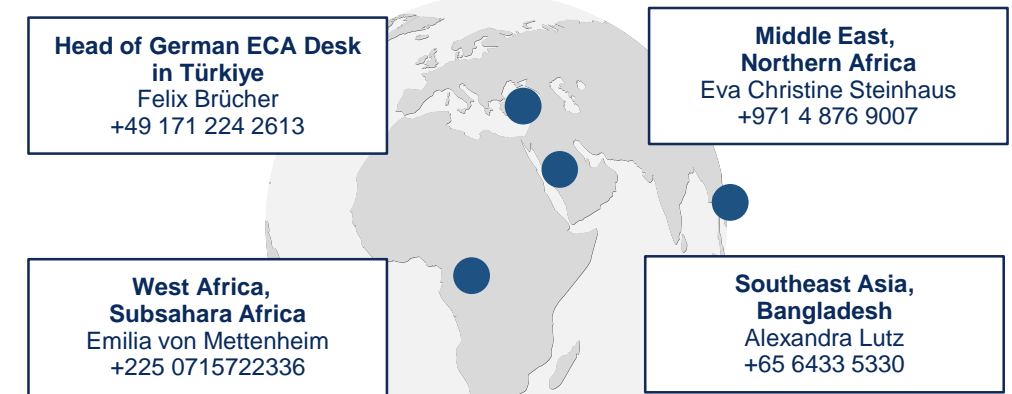 Head of German ECA Desk
in Türkiye
Felix Brücher
+49 171 224 2613
Middle East,
Northern Africa
Eva Christine Steinhaus
+971 4 876 9007
West Africa,
Subsahara Africa
Emilia von Mettenheim
+225 0715722336
Southeast Asia,
Bangladesh
Alexandra Lutz
+65 6433 5330